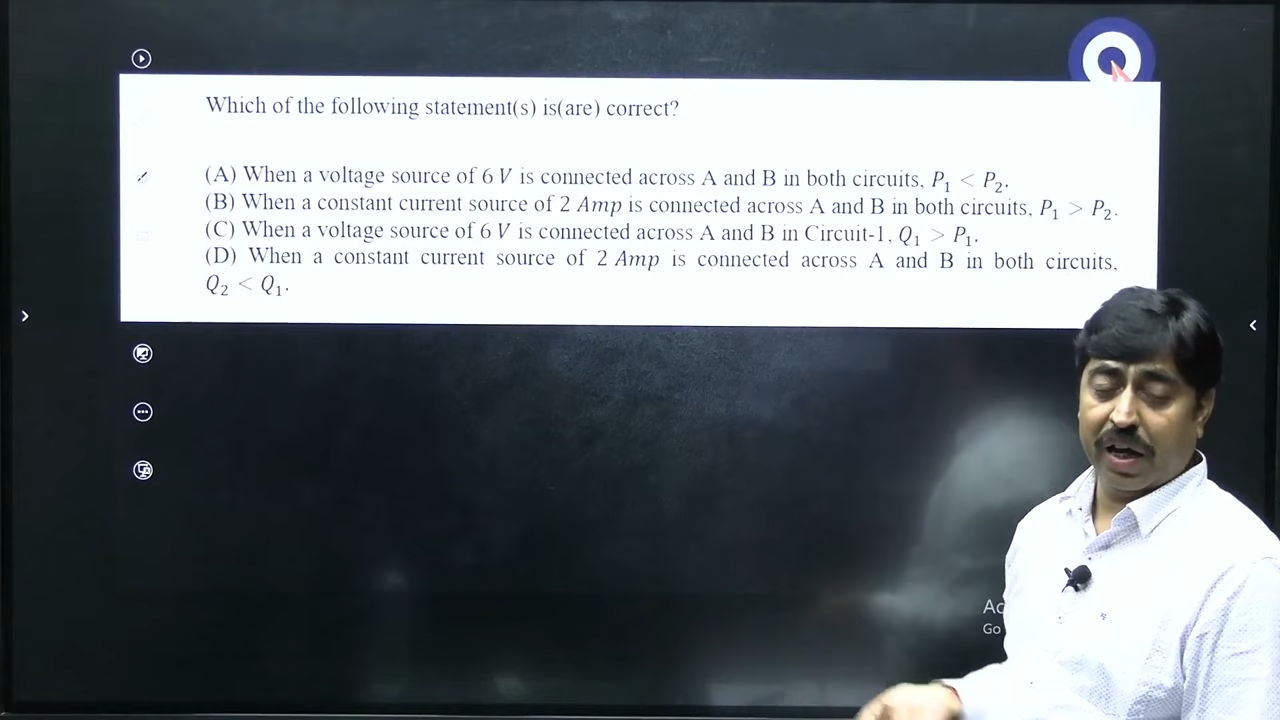 Which of the following statement(s) is(are) correct?
(A) When a voltage source of 6 V is connected across A and B in both circuits, P₁ < P₂.
(B) When a constant current source of 2 Amp is connected across A and B in both circuits, P₁ > P₂.
(C) When a voltage source of 6 V is connected across A and B in Circuit-1, Q₁ > P₁.
(D) When a constant current source of 2 Amp is connected across A and B in both circuits,
Q₂ < Q₁.
Go